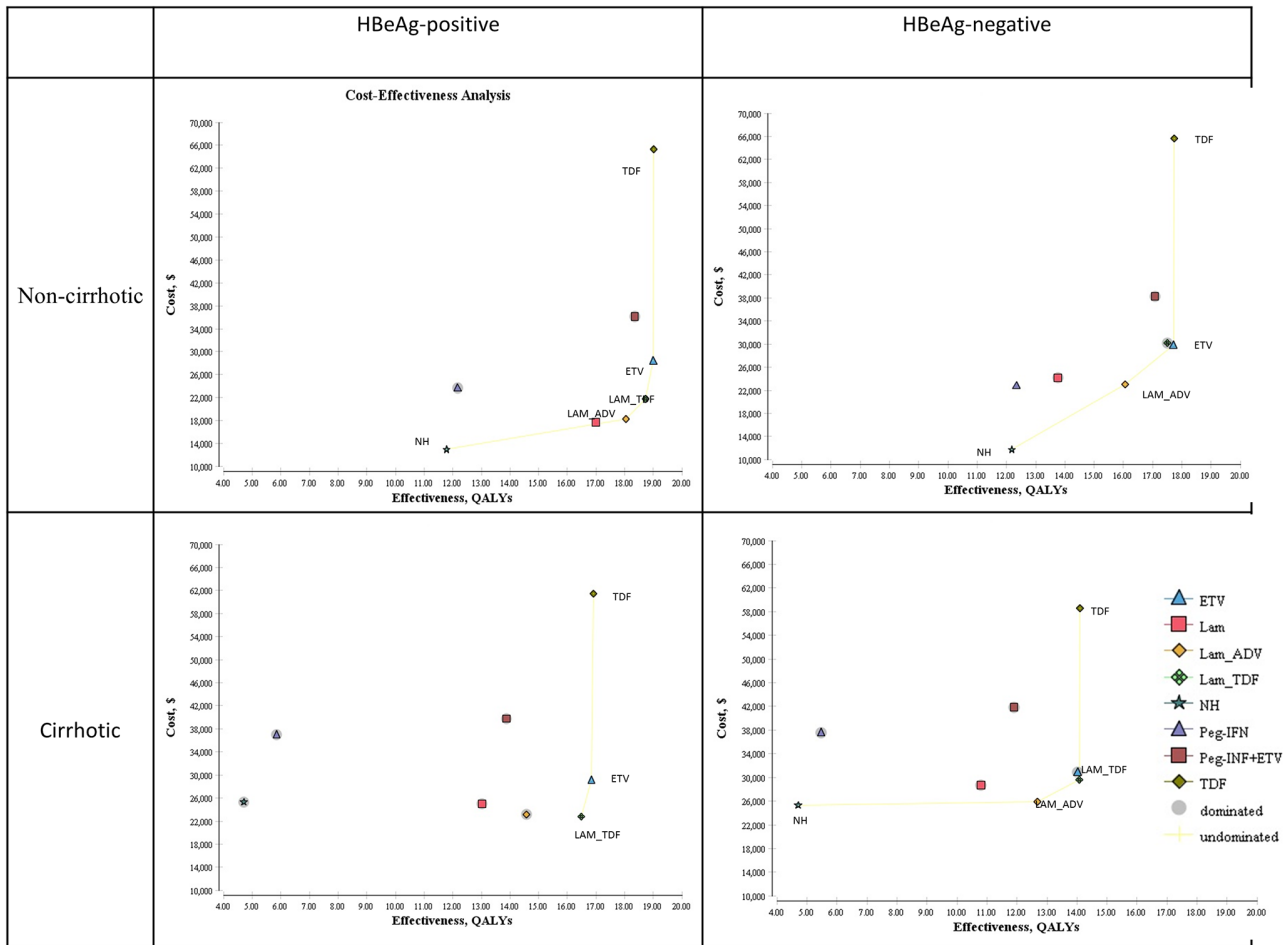 HBeAg-positive
HBeAg-negative
Non-cirrhotic
Cost-Effectiveness Analysis
70,000
66,000
62,000
58,000
54,000
50,000
46,000
42,000
38,000
34,000
30,000
26,000
22,000
18,000
14,000
10,000
Cost, $
TDF
ETV
LAM_TDF
LAM_ADV
NH
4.00 5.00 6.00 7.00 8.00 9.00 10.00 11.00 12.00 13.00 14.00 15.00 16.00 17.00 18.00 19.00 20.00
Effectiveness, QALYs
70,000
66,000
62,000
58,000
54,000
50,000
46,000
42,000
38,000
34,000
30,000
26,000
22,000
18,000
14,000
10,000
Cost, $
TDF
ETV
LAM_ADV
NH
4.00 5.00 6.00 7.00 8.00 9.00 10.00 11.00 12.00 13.00 14.00 15.00 16.00 17.00 18.00 19.00 20.00
Effectiveness, QALYs
Cirrhotic
70,000
66,000
62,000
58,000
54,000
50,000
46,000
42,000
38,000
34,000
30,000
26,000
22,000
18,000
14,000
10,000
Cost, $
TDF
ETV
LAM_TDF
4.00 5.00 6.00 7.00 8.00 9.00 10.00 11.00 12.00 13.00 14.00 15.00 16.00 17.00 18.00 19.00 20.00
Effectiveness, QALYs
70,000
66,000
62,000
58,000
54,000
50,000
46,000
42,000
38,000
34,000
30,000
26,000
22,000
18,000
14,000
10,000
Cost, $
TDF
LAM_TDF
LAM_ADV
NH
4.00 5.00 6.00 7.00 8.00 9.00 10.00 11.00 12.00 13.00 14.00 15.00 16.00 17.00 18.00 19.00 20.00
Effectiveness, QALYs
ETV
Lam
Lam_ADV
Lam_TDF
NH
Peg-IFN
Peg-INF+ETV
TDF
dominated
undominated